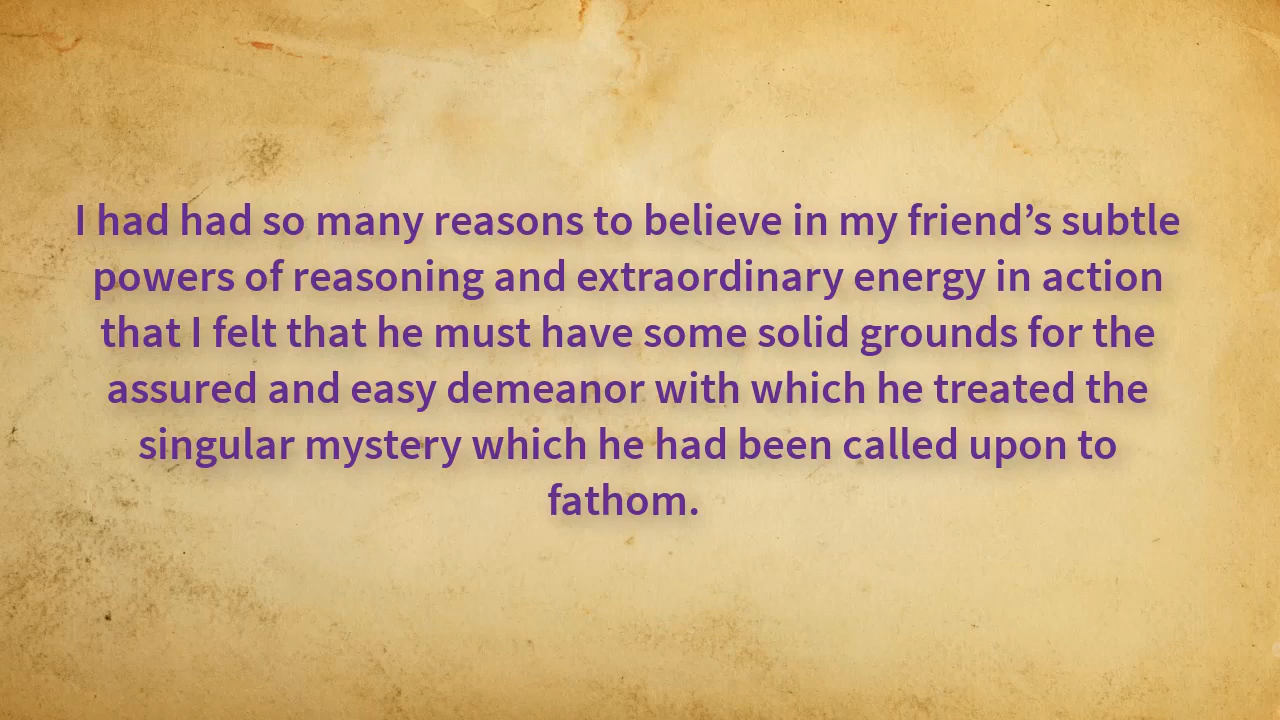 I had had so many reasons to believe in my friend’s subtle
powers of reasoning and extraordinary energy in action
that I felt that he must have some solid grounds for the
assured and easy demeanor with which he treated the
singular mystery which he had been called upon to
fathom.